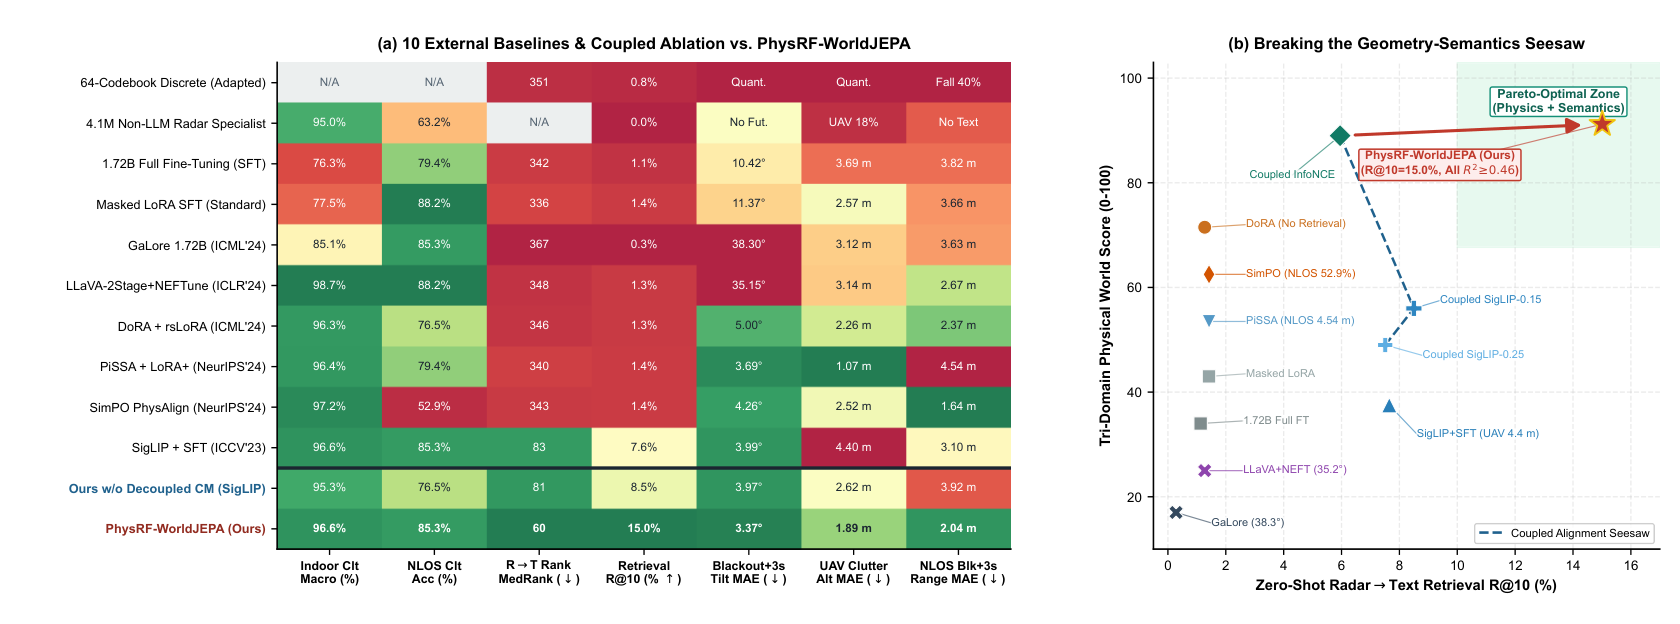 (a) 10 External Baselines & Coupled Ablation vs. PhysRF-WorldJEPA
64-Codebook Discrete (Adapted) N/A N/A 351 0.8% Quant. Quant. Fall 40%
4.1M Non-LLM Radar Specialist 95.0% 63.2% N/A 0.0% No Fut. UAV 18% No Text
1.72B Full Fine-Tuning (SFT) 76.3% 79.4% 342 1.1% 10.42° 3.69 m 3.82 m
Masked LoRA SFT (Standard) 77.5% 88.2% 336 1.4% 11.37° 2.57 m 3.66 m
GaLore 1.72B (ICML'24) 85.1% 85.3% 367 0.3% 38.30° 3.12 m 3.63 m
LLaVA-2Stage+NEFTune (ICLR'24) 98.7% 88.2% 348 1.3% 35.15° 3.14 m 2.67 m
DoRA + rsLoRA (ICML'24) 96.3% 76.5% 346 1.3% 5.00° 2.26 m 2.37 m
PiSSA + LoRA+ (NeurIPS'24) 96.4% 79.4% 340 1.4% 3.69° 1.07 m 4.54 m
SimPO PhysAlign (NeurIPS'24) 97.2% 52.9% 343 1.4% 4.26° 2.52 m 1.64 m
SigLIP + SFT (ICCV'23) 96.6% 85.3% 83 7.6% 3.99° 4.40 m 3.10 m
Ours w/o Decoupled CM (SigLIP) 95.3% 76.5% 81 8.5% 3.97° 2.62 m 3.92 m
PhysRF-WorldJEPA (Ours) 96.6% 85.3% 60 15.0% 3.37° 1.89 m 2.04 m
Indoor Clt NLOS Clt R→T Rank Retrieval Blackout+3s UAV Clutter NLOS Blk+3s
Macro (%) Acc (%) MedRank (↓) R@10 (% ↑) Tilt MAE (↓) Alt MAE (↓) Range MAE (↓)
(b) Breaking the Geometry-Semantics Seesaw
Tri-Domain Physical World Score (0-100)
100
80
60
40
20
Pareto-Optimal Zone
(Physics + Semantics)
PhysRF-WorldJEPA (Ours)
(R@10=15.0%, All R²≥0.46)
Coupled InfoNCE
DoRA (No Retrieval)
SimPO (NLOS 52.9%)
Coupled SigLIP-0.15
PiSSA (NLOS 4.54 m)
Coupled SigLIP-0.25
Masked LoRA
1.72B Full FT
SigLIP+SFT (UAV 4.4 m)
LLaVA+NEFT (35.2°)
GaLore (38.3°)
Coupled Alignment Seesaw
0 2 4 6 8 10 12 14 16
Zero-Shot Radar→Text Retrieval R@10 (%)